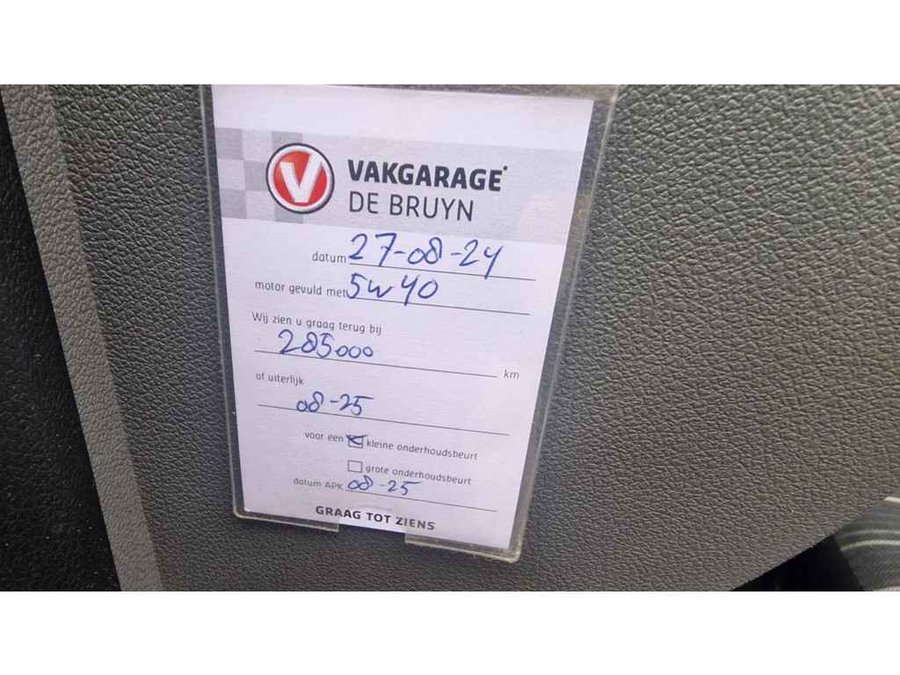 V VAKGARAGE
DE BRUYN
datum 27-08-24
motor gevuld met 5w40
Wij zien u graag terug bij
285000 km
of uiterlijk
08-25
voor een kleine onderhoudsbeurt
grote onderhoudsbeurt
datum APK 08-25
GRAAG TOT ZIENS